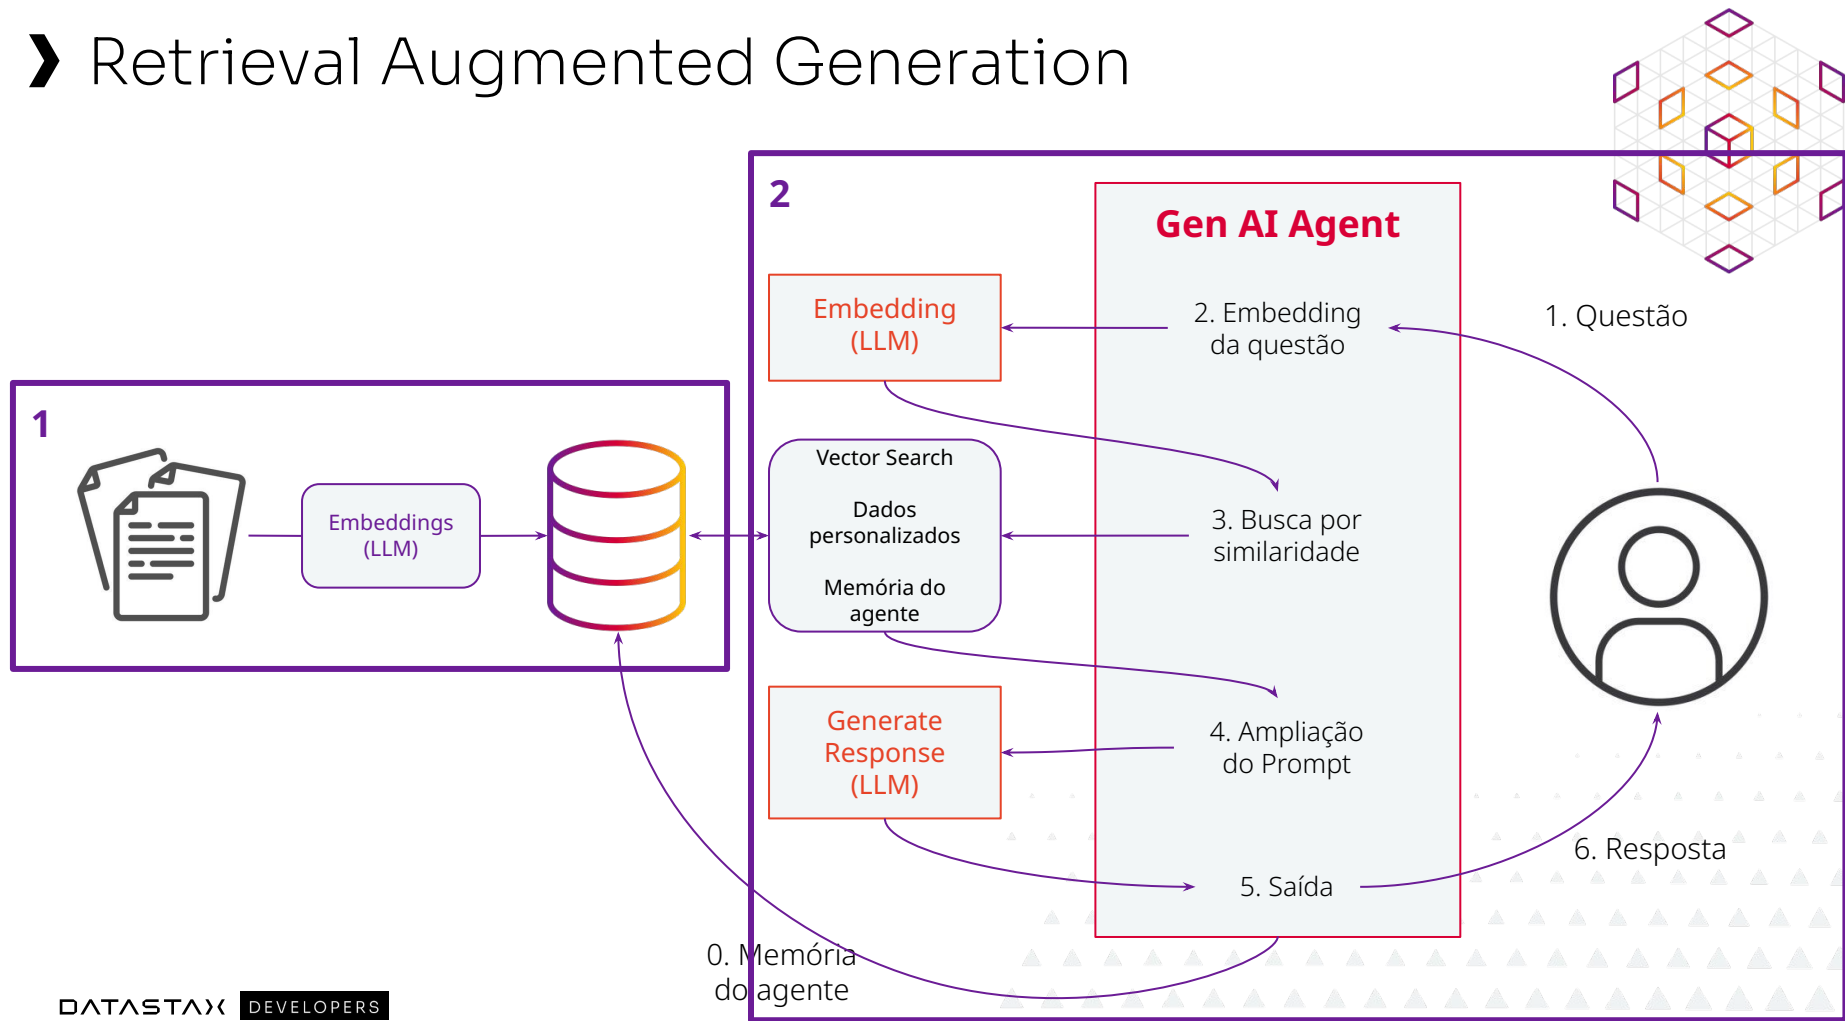 Retrieval Augmented Generation
2
Gen AI Agent
Embedding
(LLM)
2. Embedding
da questão
1. Questão
1
Embeddings
(LLM)
Vector Search
Dados
personalizados
Memória do
agente
3. Busca por
similaridade
Generate
Response
(LLM)
4. Ampliação
do Prompt
5. Saída
6. Resposta
0. Memória
do agente
DATASTAX DEVELOPERS